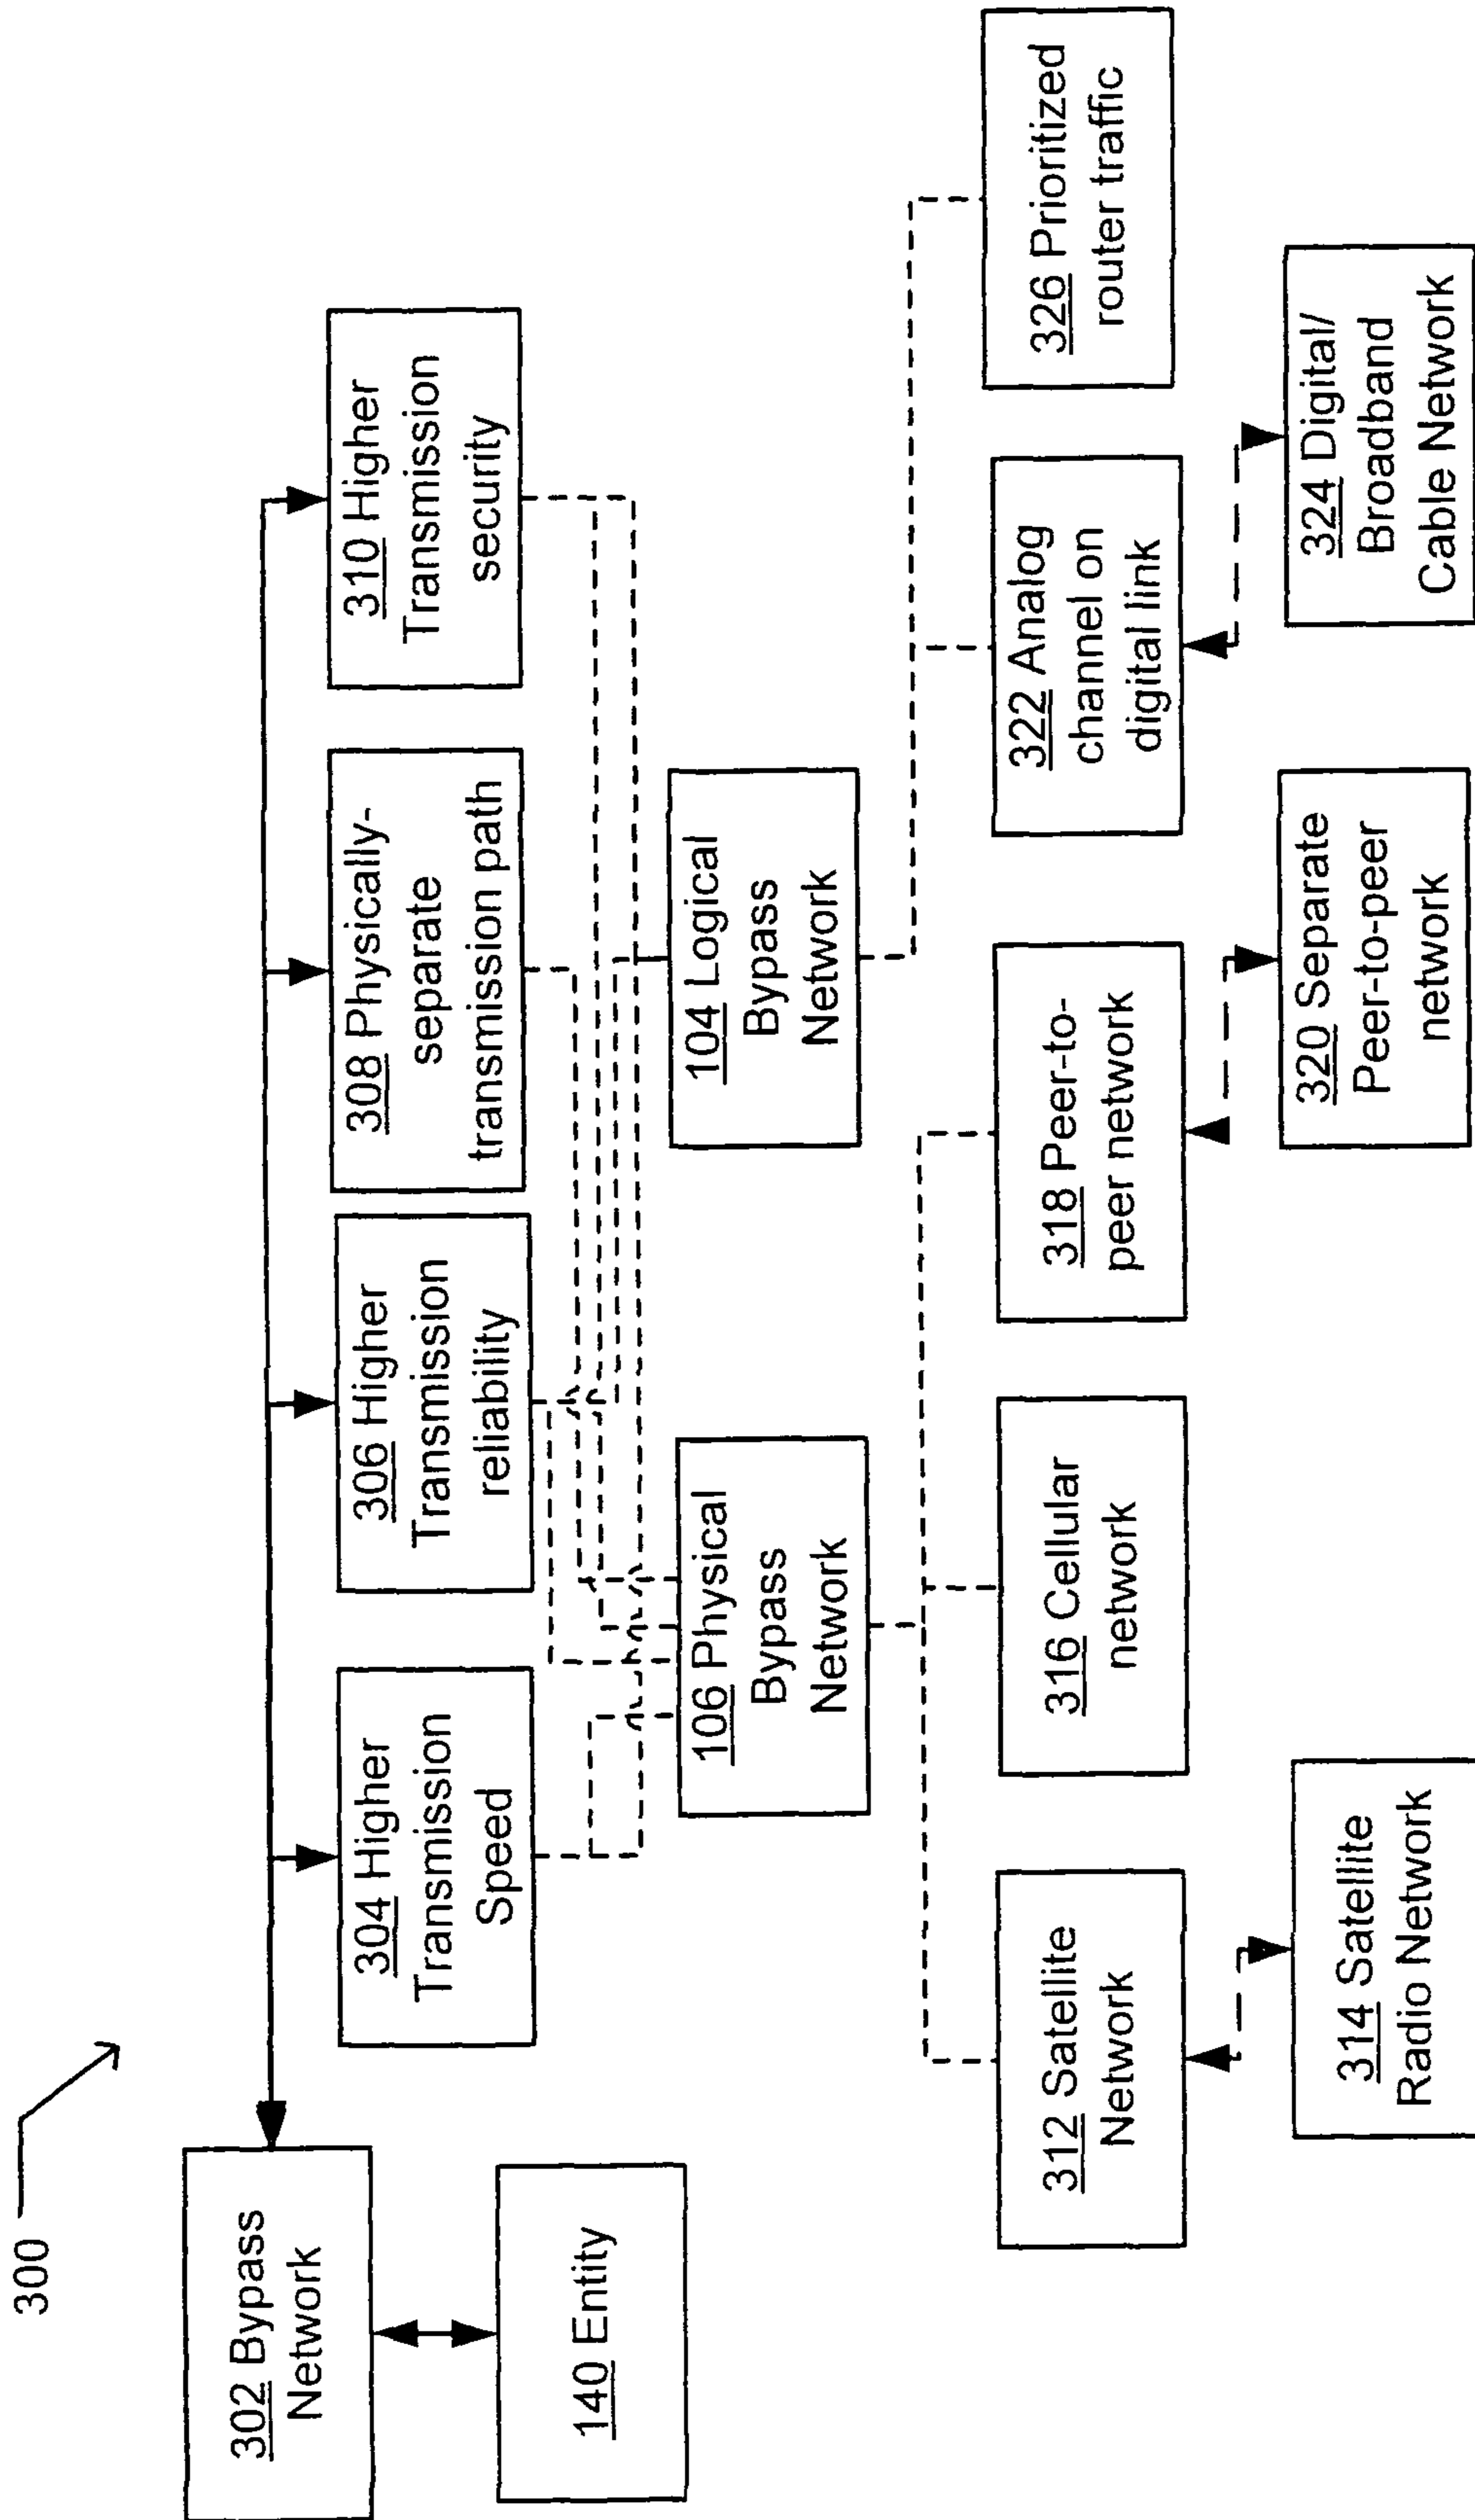 300
302 Bypass
Network
140 Entity
304 Higher
Transmission
Speed
306 Higher
Transmission
reliability
308 Physically-
separate
transmission path
310 Higher
Transmission
security
106 Physical
Bypass
Network
104 Logical
Bypass
Network
312 Satellite
Network
316 Cellular
network
318 Peer-to-
peer network
322 Analog
channel on
digital link
326 Prioritized
router traffic
314 Satellite
Radio Network
320 Separate
Peer-to-peer
network
324 Digital/
Broadband
Cable Network